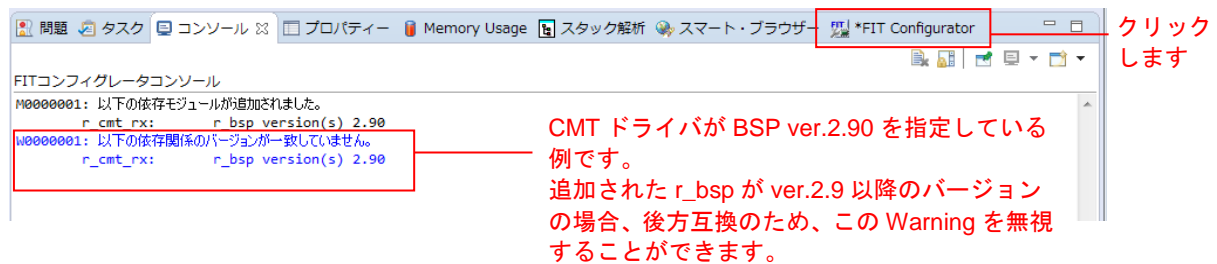 問題 タスク コンソール プロパティー Memory Usage スタック解析 スマート・ブラウザー *FIT Configurator
クリック
します
FITコンフィグレータコンソール
M0000001: 以下の依存モジュールが追加されました。
r_cmt_rx: r_bsp version(s) 2.90
W0000001: 以下の依存関係のバージョンが一致していません。
r_cmt_rx: r_bsp version(s) 2.90
CMT ドライバが BSP ver.2.90 を指定している
例です。
追加された r_bsp が ver.2.9 以降のバージョン
の場合、後方互換のため、この Warning を無視
することができます。